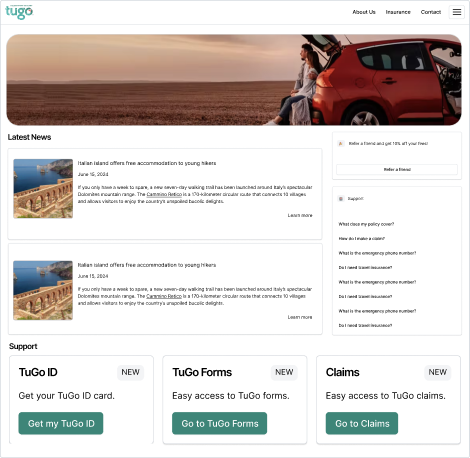 tugo
About Us
Insurance
Contact
Latest News
Italian island offers free accommodation to young hikers
June 15, 2024
If you only have a week to spare, a new seven-day walking trail has been launched around Italy's spectacular
Dolomites mountain range. The Cammino Retico is a 170-kilometer circular route that connects 10 villages
and allows visitors to enjoy the country's unspoiled bucolic delights.
Learn more
Italian island offers free accommodation to young hikers
June 15, 2024
If you only have a week to spare, a new seven-day walking trail has been launched around Italy's spectacular
Dolomites mountain range. The Cammino Retico is a 170-kilometer circular route that connects 10 villages
and allows visitors to enjoy the country's unspoiled bucolic delights.
Learn more
Refer a friend and get 10% off your fees!
Refer a friend
Support
What does my policy cover?
How do I make a claim?
What is the emergency phone number?
Do I need travel insurance?
What is the emergency phone number?
Do I need travel insurance?
What is the emergency phone number?
Do I need travel insurance?
Support
TuGo ID
NEW
Get your TuGo ID card.
Get my TuGo ID
TuGo Forms
NEW
Easy access to TuGo forms.
Go to TuGo Forms
Claims
NEW
Easy access to TuGo claims.
Go to Claims